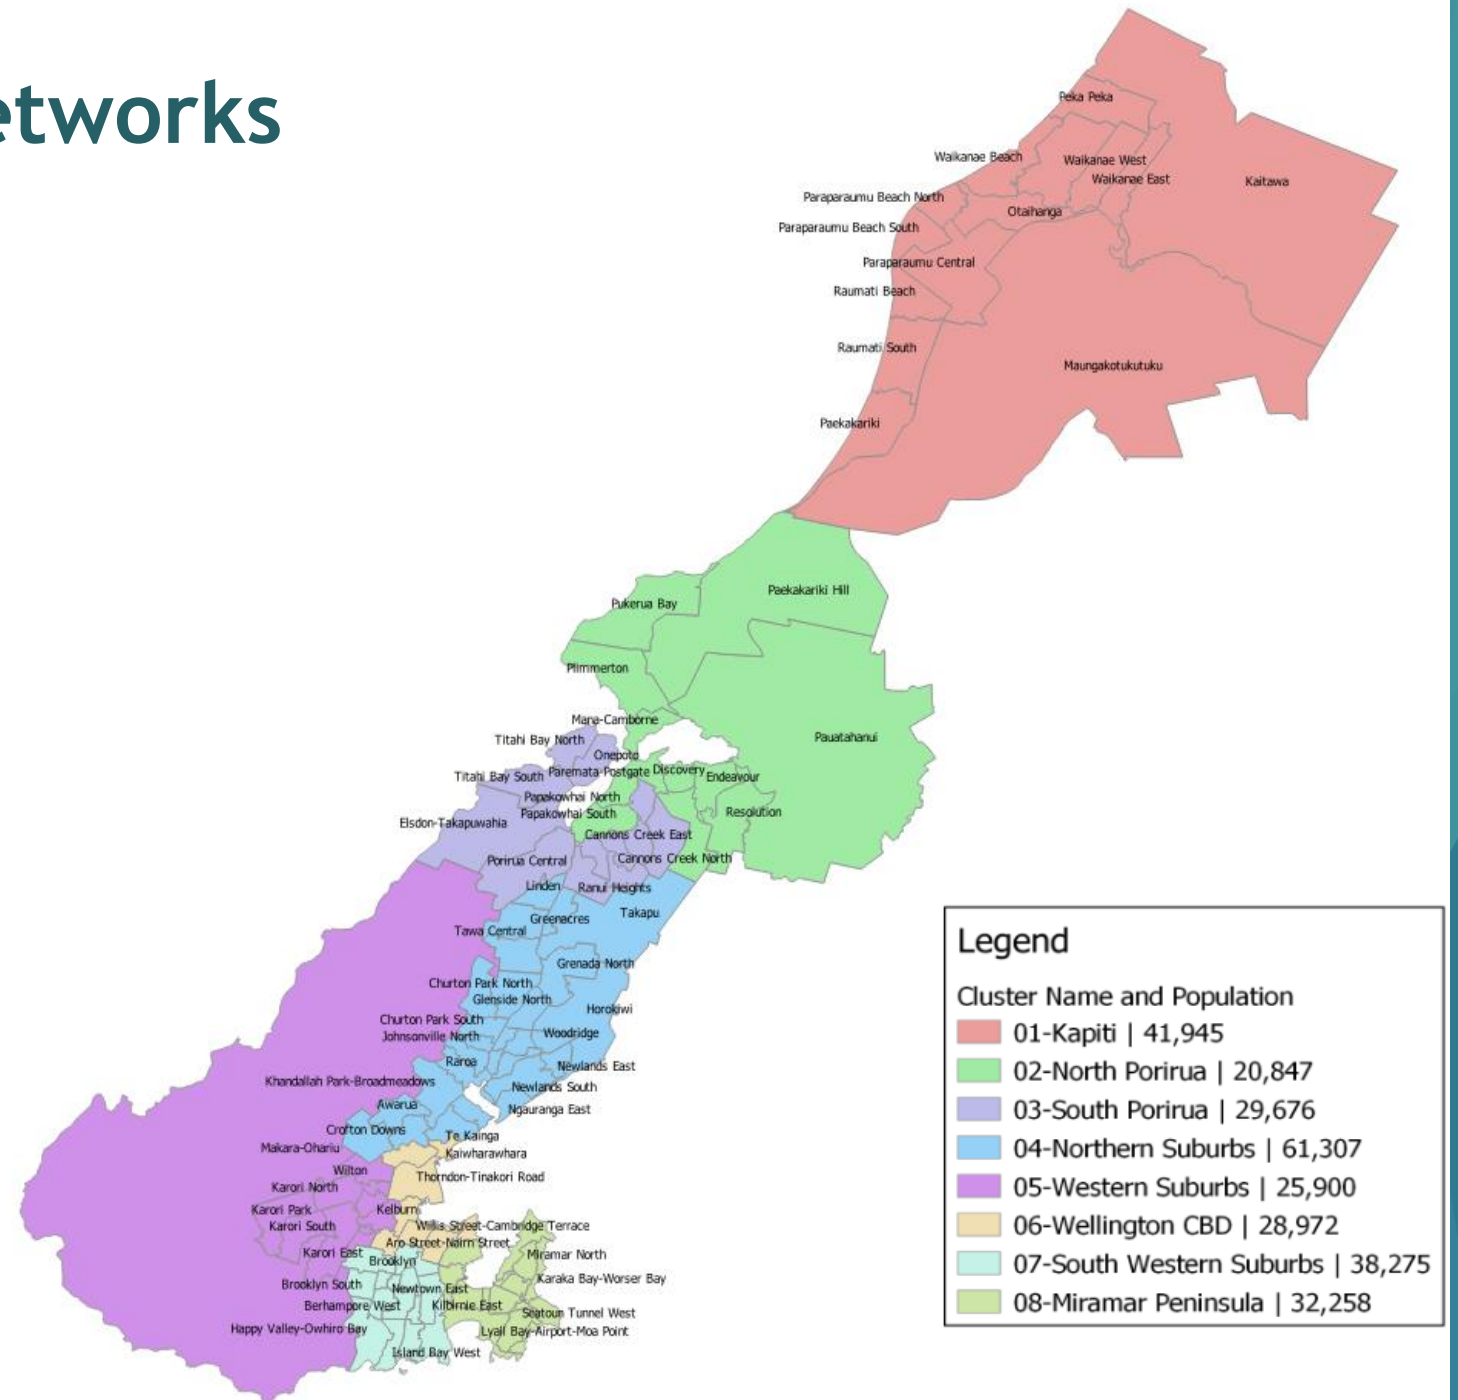 etworks
Peka Peka
Waikanae Beach
Waikanae West
Waikanae East
Kaitawa
Paraparaumu Beach North
Otaihanga
Paraparaumu Beach South
Paraparaumu Central
Raumati Beach
Raumati South
Maungakotukutuku
Paekakariki
Paekakariki Hill
Pukerua Bay
Plimmerton
Mana-Camborne
Titahi Bay North
Pauatahanui
Onepoto
Titahi Bay South
Paremata-Postgate
Discovery
Endeavour
Papakowhai North
Papakowhai South
Resolution
Elsdon-Takapuwahia
Cannons Creek East
Porirua Central
Cannons Creek North
Linden
Ranui Heights
Takapu
Greenacres
Tawa Central
Grenada North
Churton Park North
Glenside North
Horokiwi
Churton Park South
Johnsonville North
Woodridge
Raroa
Newlands East
Khandallah Park-Broadmeadows
Newlands South
Awarua
Ngauranga East
Crofton Downs
Te Kainga
Makara-Ohariu
Kaiwharawhara
Wilton
Thorndon-Tinakori Road
Karori North
Karori Park
Kelburn
Karori South
Willis Street-Cambridge Terrace
Aro Street-Nairn Street
Karori East
Brooklyn
Miramar North
Brooklyn South
Newtown East
Karaka Bay-Worser Bay
Berhampore West
Kilbirnie East
Seatoun Tunnel West
Happy Valley-Owhiro Bay
Lyall Bay-Airport-Moa Point
Island Bay West
Legend
Cluster Name and Population
01-Kapiti | 41,945
02-North Porirua | 20,847
03-South Porirua | 29,676
04-Northern Suburbs | 61,307
05-Western Suburbs | 25,900
06-Wellington CBD | 28,972
07-South Western Suburbs | 38,275
08-Miramar Peninsula | 32,258